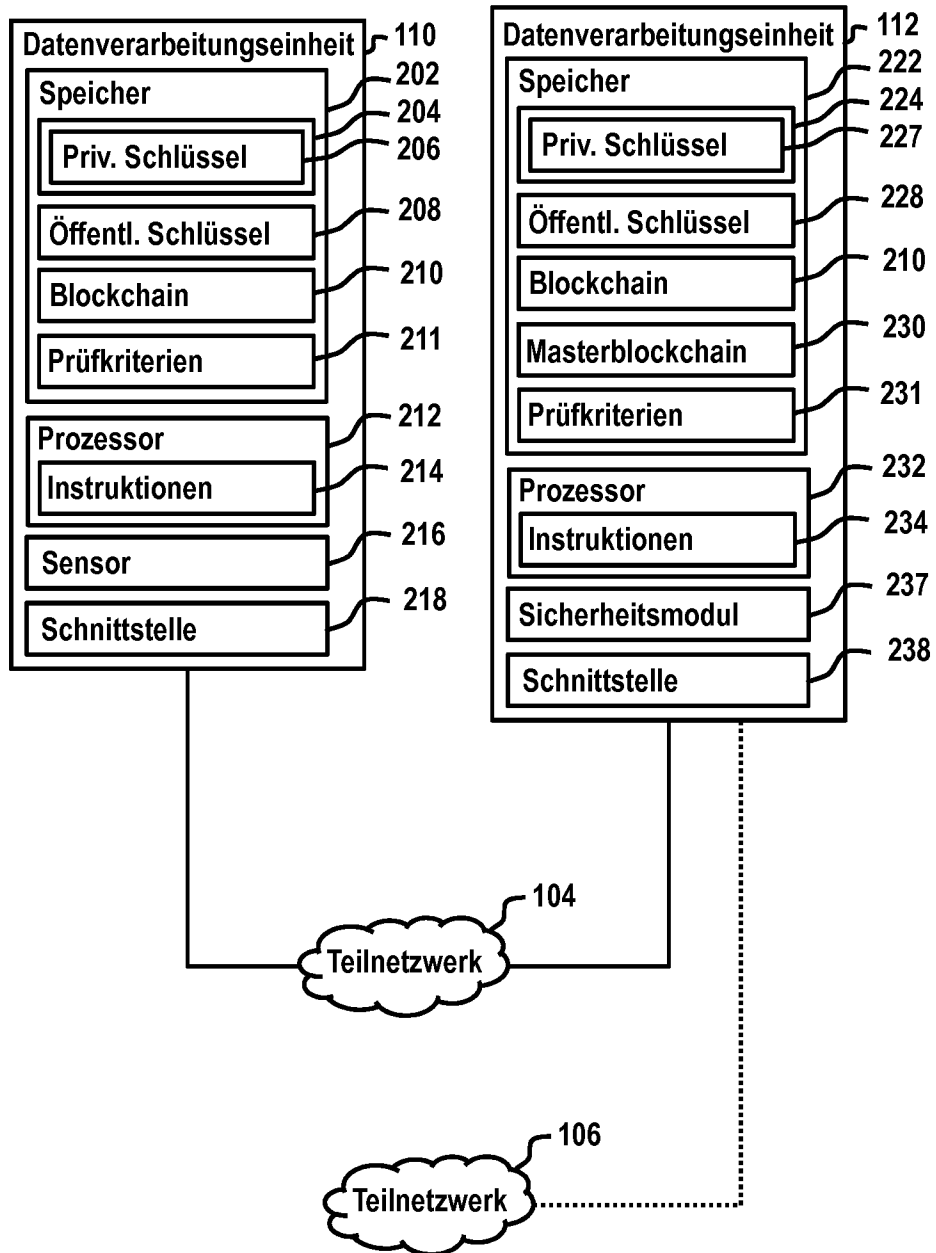 Datenverarbeitungseinheit 110
Speicher 202
204
Priv. Schlüssel 206
Öffentl. Schlüssel 208
Blockchain 210
Prüfkriterien 211
Prozessor 212
Instruktionen 214
Sensor 216
Schnittstelle 218
Datenverarbeitungseinheit 112
Speicher 222
224
Priv. Schlüssel 227
Öffentl. Schlüssel 228
Blockchain 210
Masterblockchain 230
Prüfkriterien 231
Prozessor 232
Instruktionen 234
Sicherheitsmodul 237
Schnittstelle 238
104
Teilnetzwerk
106
Teilnetzwerk